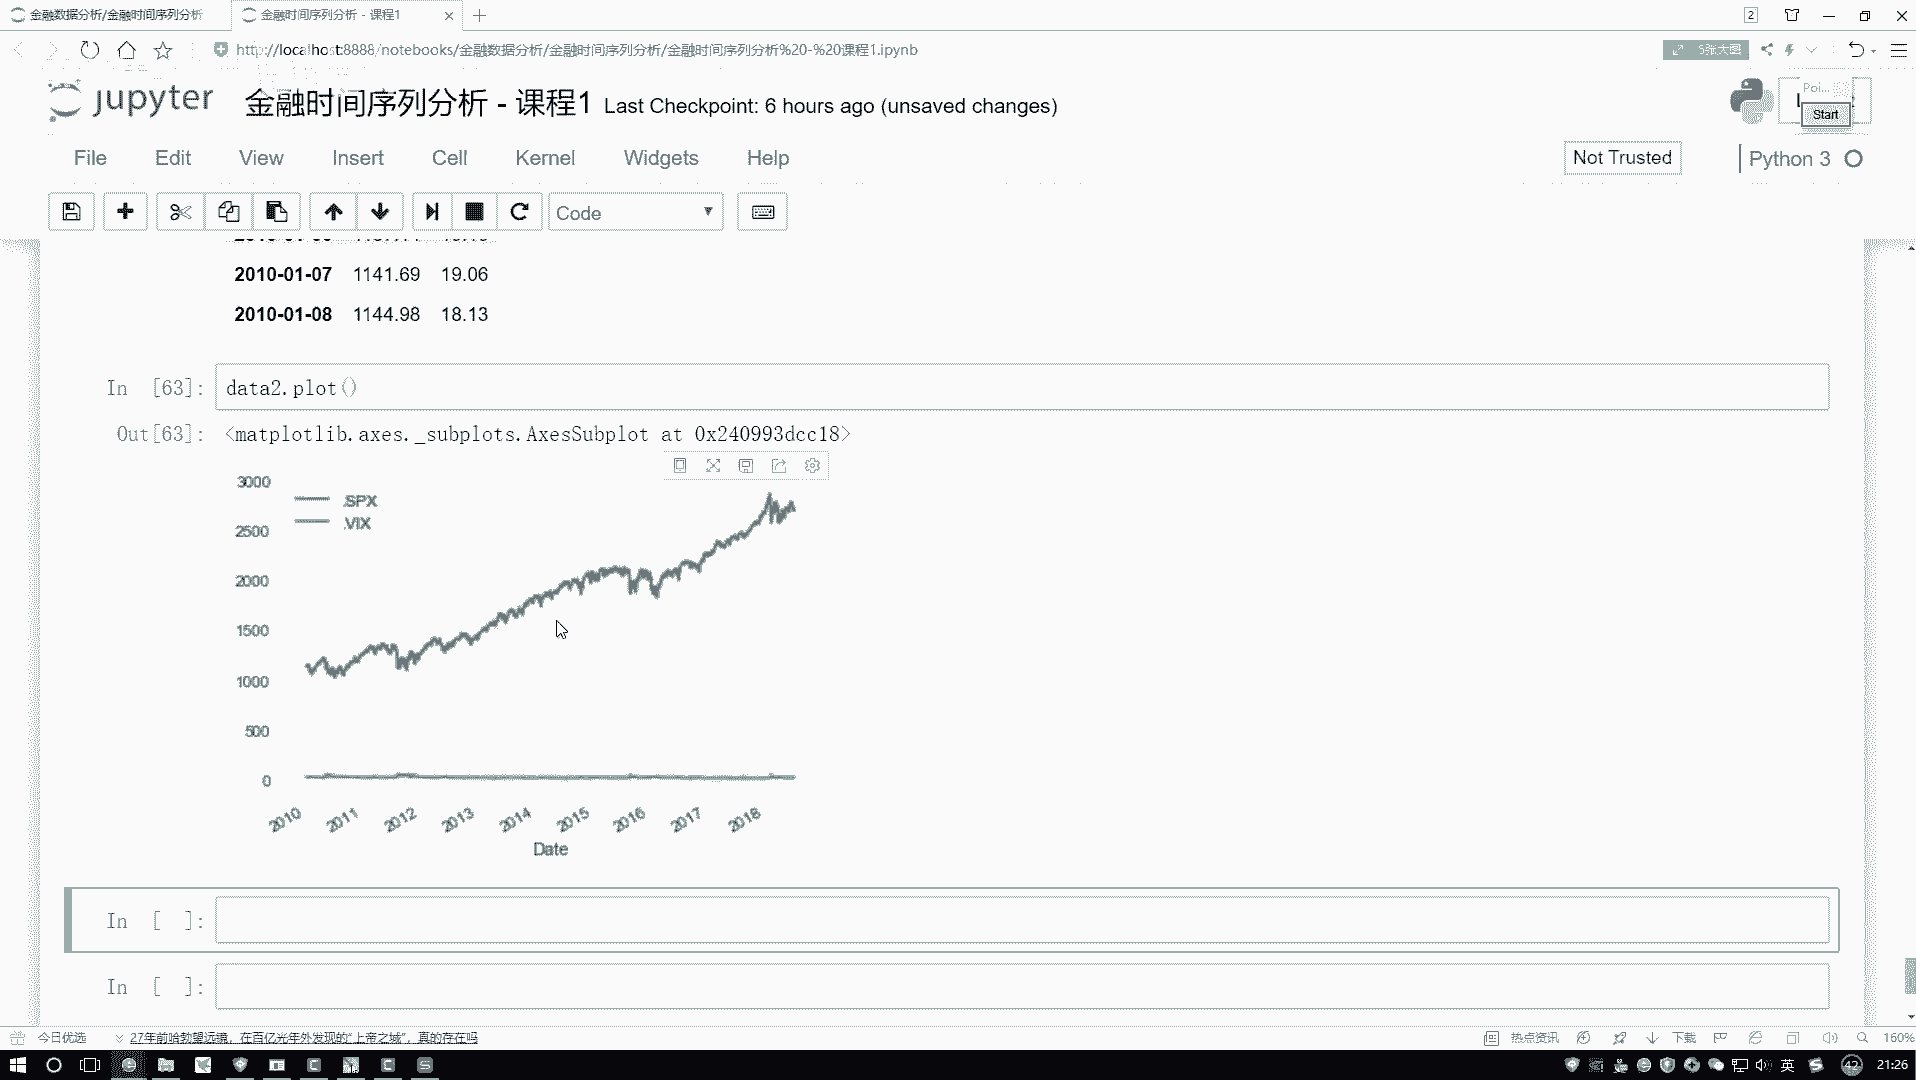 金融数据分析/金融时间序列分析
金融时间序列分析 - 课程1
2
http://localhost:8888/notebooks/金融数据分析/金融时间序列分析/金融时间序列分析%20-%20课程1.ipynb
5张大图
jupyter
金融时间序列分析 - 课程1 Last Checkpoint: 6 hours ago (unsaved changes)
Poi...
Start
File Edit View Insert Cell Kernel Widgets Help
Not Trusted
Python 3
Code
2010-01-07 1141.69 19.06
2010-01-08 1144.98 18.13
In [63]: data2.plot()
Out[63]: <matplotlib.axes._subplots.AxesSubplot at 0x240993dcc18>
3000
.SPX
.VIX
2500
2000
1500
1000
500
0
2010 2011 2012 2013 2014 2015 2016 2017 2018
Date
In [ ]:
In [ ]:
今日优选
27年前哈勃望远镜，在百亿光年外发现的“上帝之城”，真的存在吗
热点资讯
下载
160%
英
42
21:26